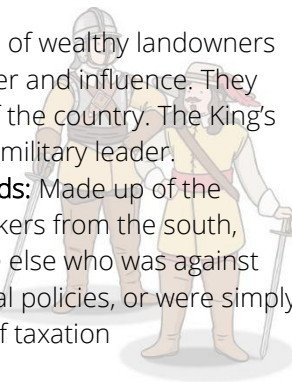 of wealthy landowners
er and influence. They
f the country. The King's
military leader.
ds: Made up of the
kers from the south,
e else who was against
al policies, or were simply
f taxation